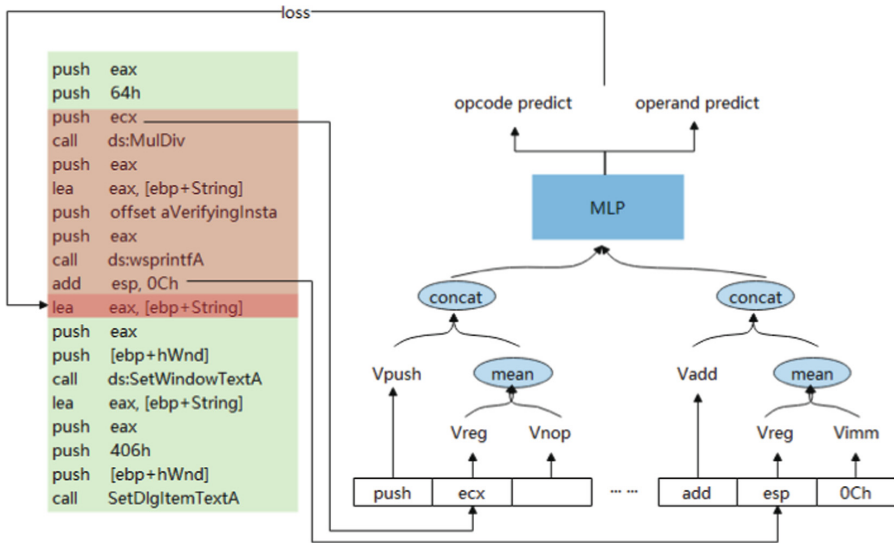 loss
push eax
push 64h
push ecx
call ds:MulDiv
push eax
lea eax, [ebp+String]
push offset aVerifyingInsta
push eax
call ds:wsprintfA
add esp, 0Ch
lea eax, [ebp+String]
push eax
push [ebp+hWnd]
call ds:SetWindowTextA
lea eax, [ebp+String]
push eax
push 406h
push [ebp+hWnd]
call SetDlgItemTextA
opcode predict operand predict
MLP
concat concat
Vpush mean Vadd mean
Vreg Vnop Vreg Vimm
push ecx ... ... add esp 0Ch